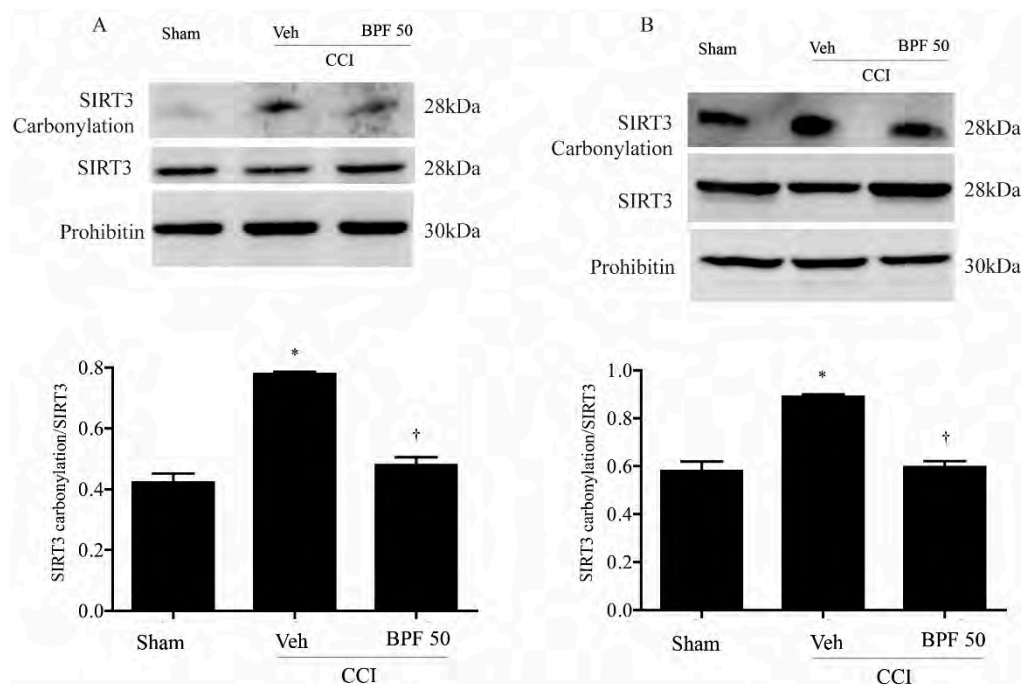 A
Sham
Veh
BPF 50
CCI
SIRT3
Carbonylation
28kDa
SIRT3
28kDa
Prohibitin
30kDa
B
Sham
Veh
BPF 50
CCI
SIRT3
Carbonylation
28kDa
SIRT3
28kDa
Prohibitin
30kDa
SIRT3 carbonylation/SIRT3
0.8
0.6
0.4
0.2
0.0
*
†
Sham
Veh
BPF 50
CCI
SIRT3 carbonylation/SIRT3
1.0
0.8
0.6
0.4
0.2
0.0
*
†
Sham
Veh
BPF 50
CCI